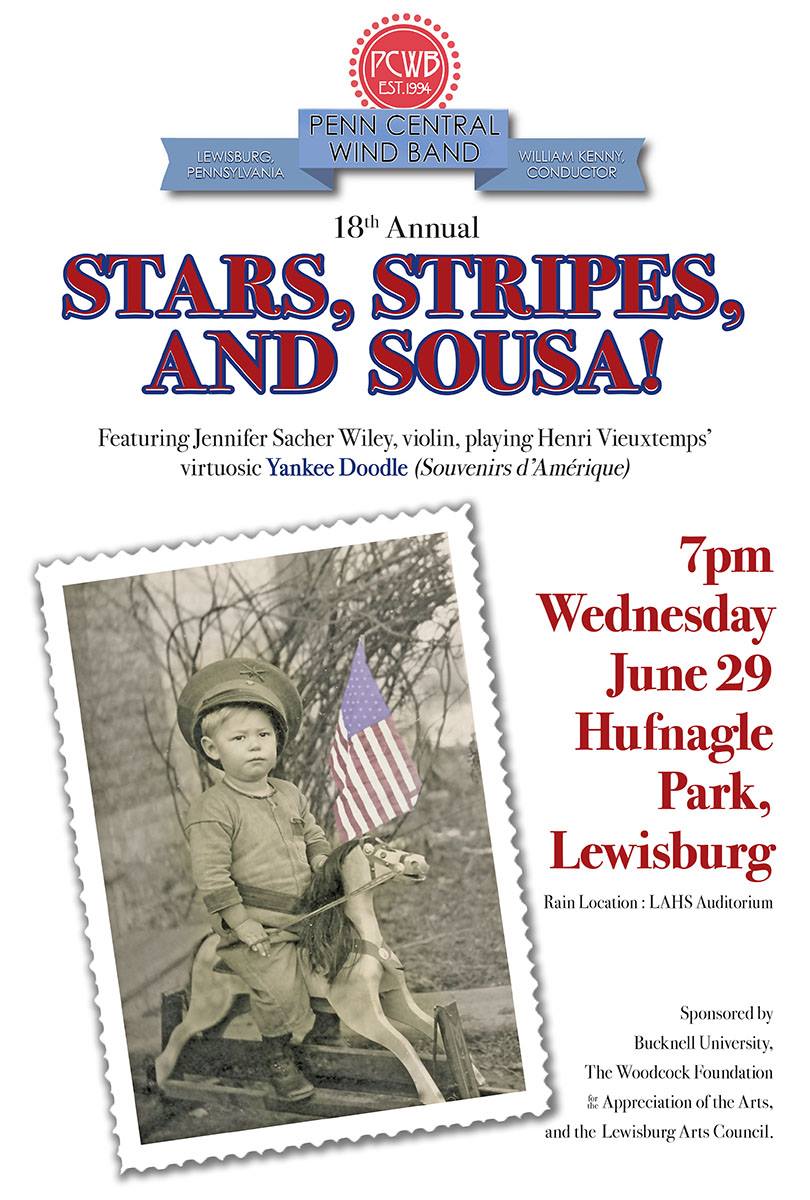 PCWB
EST. 1994
PENN CENTRAL
WIND BAND
LEWISBURG,
PENNSYLVANIA
WILLIAM KENNY,
CONDUCTOR
18th Annual
STARS, STRIPES,
AND SOUSA!
Featuring Jennifer Sacher Wiley, violin, playing Henri Vieuxtemps’
virtuosic Yankee Doodle (Souvenirs d’Amérique)
7pm
Wednesday
June 29
Hufnagle
Park,
Lewisburg
Rain Location : LAHS Auditorium
Sponsored by
Bucknell University,
The Woodcock Foundation
for the Appreciation of the Arts,
and the Lewisburg Arts Council.